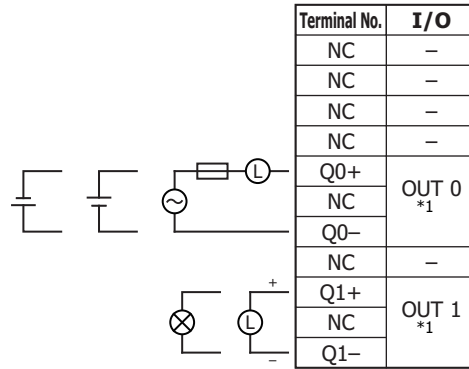 Terminal No. I/O
NC –
NC –
NC –
NC –
L Q0+ OUT 0
NC *1
Q0–
NC –
+ Q1+ OUT 1
L NC *1
– Q1–